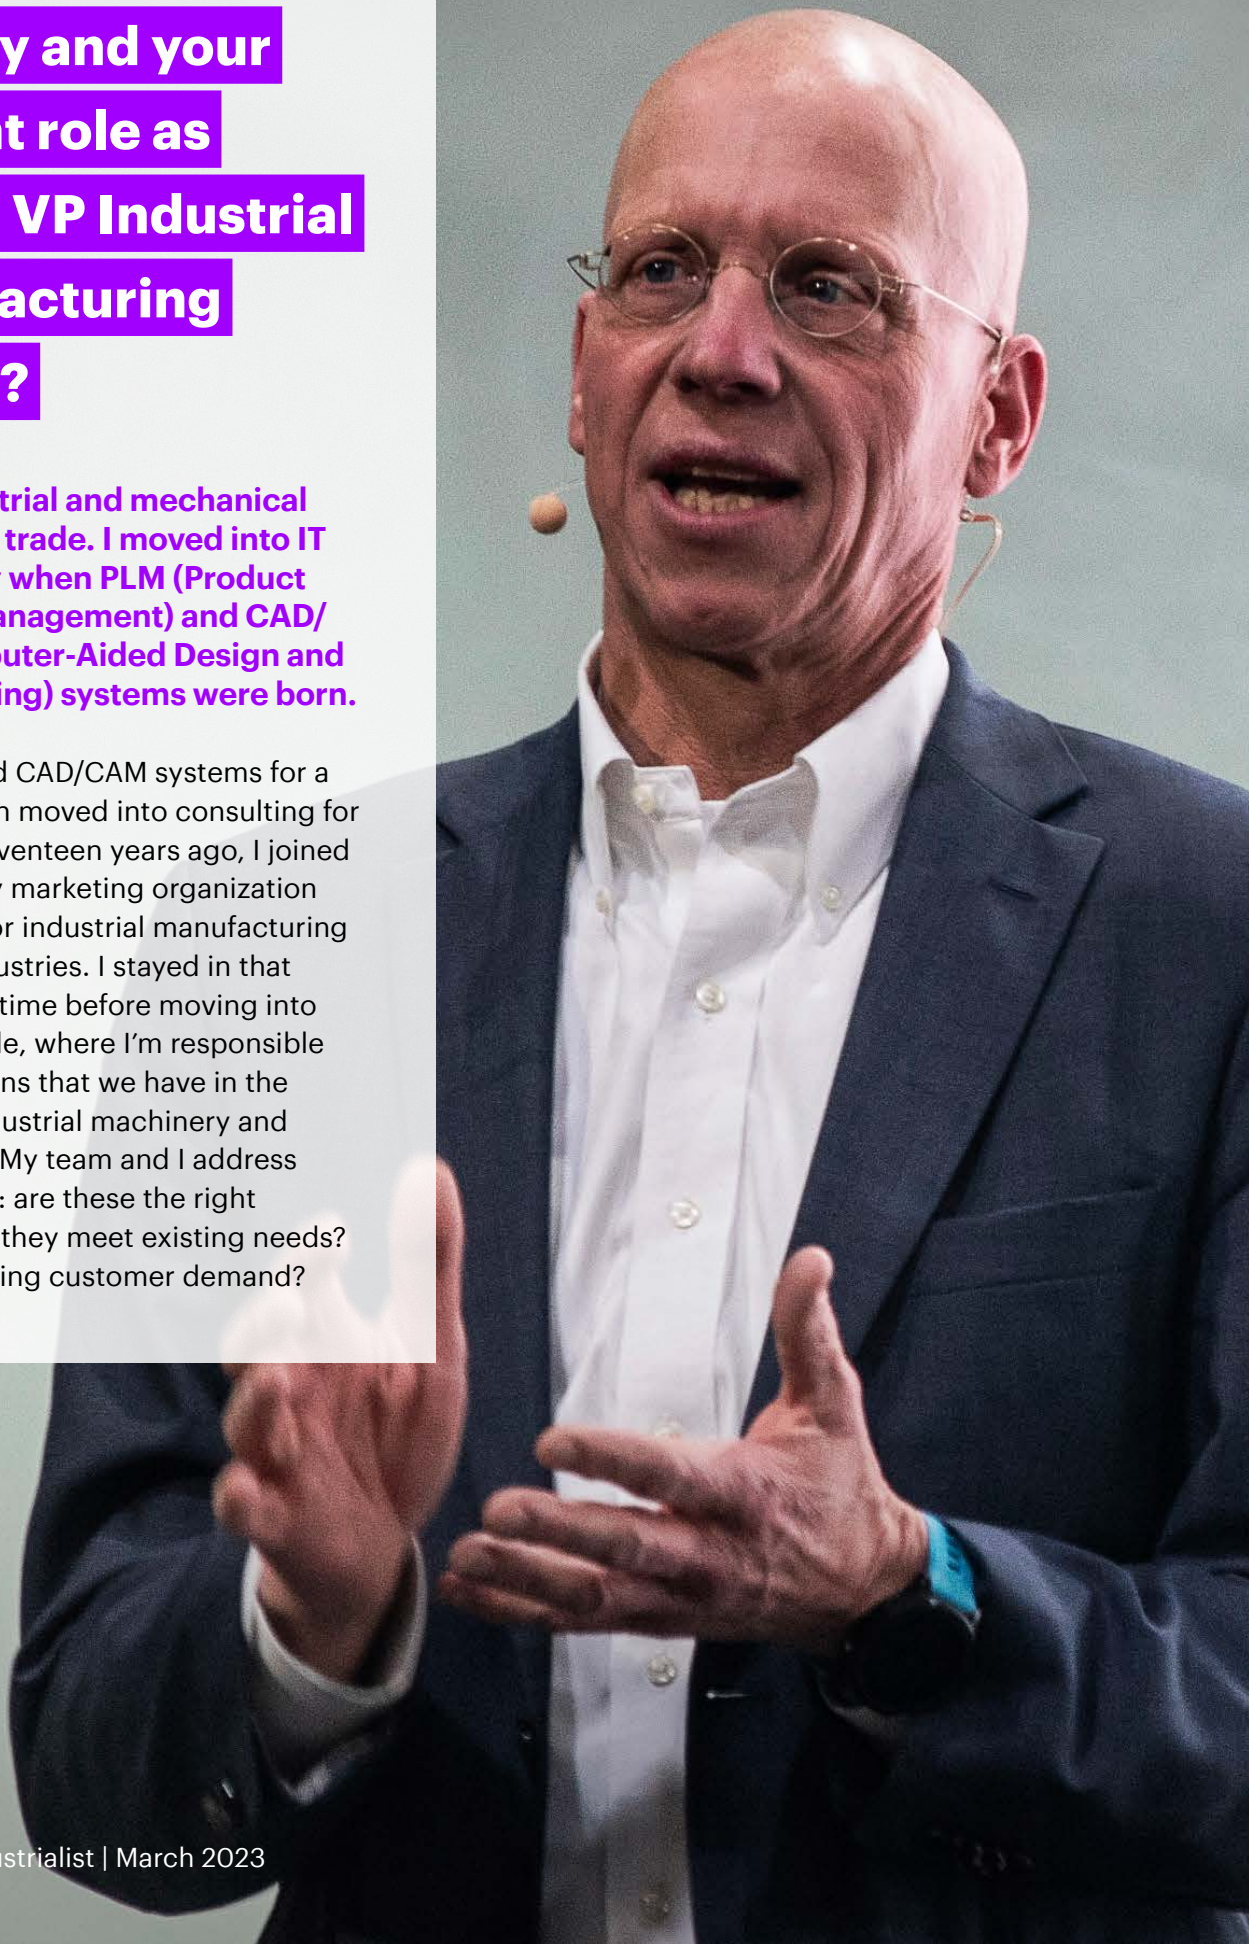 y and your
t role as
VP Industrial
acturing
?
trial and mechanical
trade. I moved into IT
when PLM (Product
anagement) and CAD/
uter-Aided Design and
ing) systems were born.
d CAD/CAM systems for a
n moved into consulting for
venteen years ago, I joined
y marketing organization
or industrial manufacturing
ustries. I stayed in that
time before moving into
le, where I'm responsible
ns that we have in the
ustrial machinery and
My team and I address
: are these the right
they meet existing needs?
ing customer demand?
ustrialist | March 2023